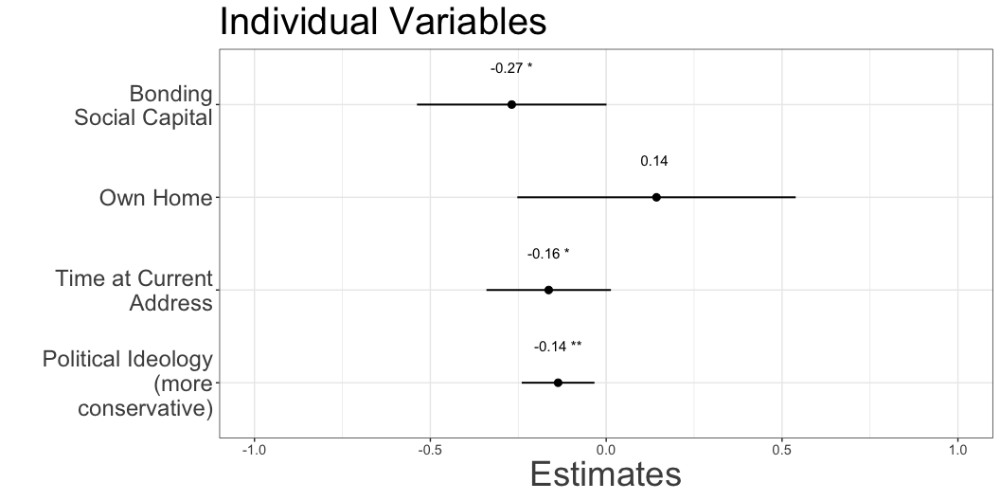 Individual Variables
-0.27 *
Bonding
Social Capital
0.14
Own Home
-0.16 *
Time at Current
Address
-0.14 **
Political Ideology
(more
conservative)
-1.0 -0.5 0.0 0.5 1.0
Estimates